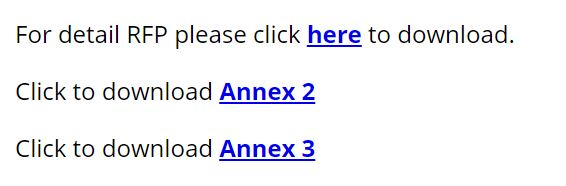 For detail RFP please click here to download.
Click to download Annex 2
Click to download Annex 3